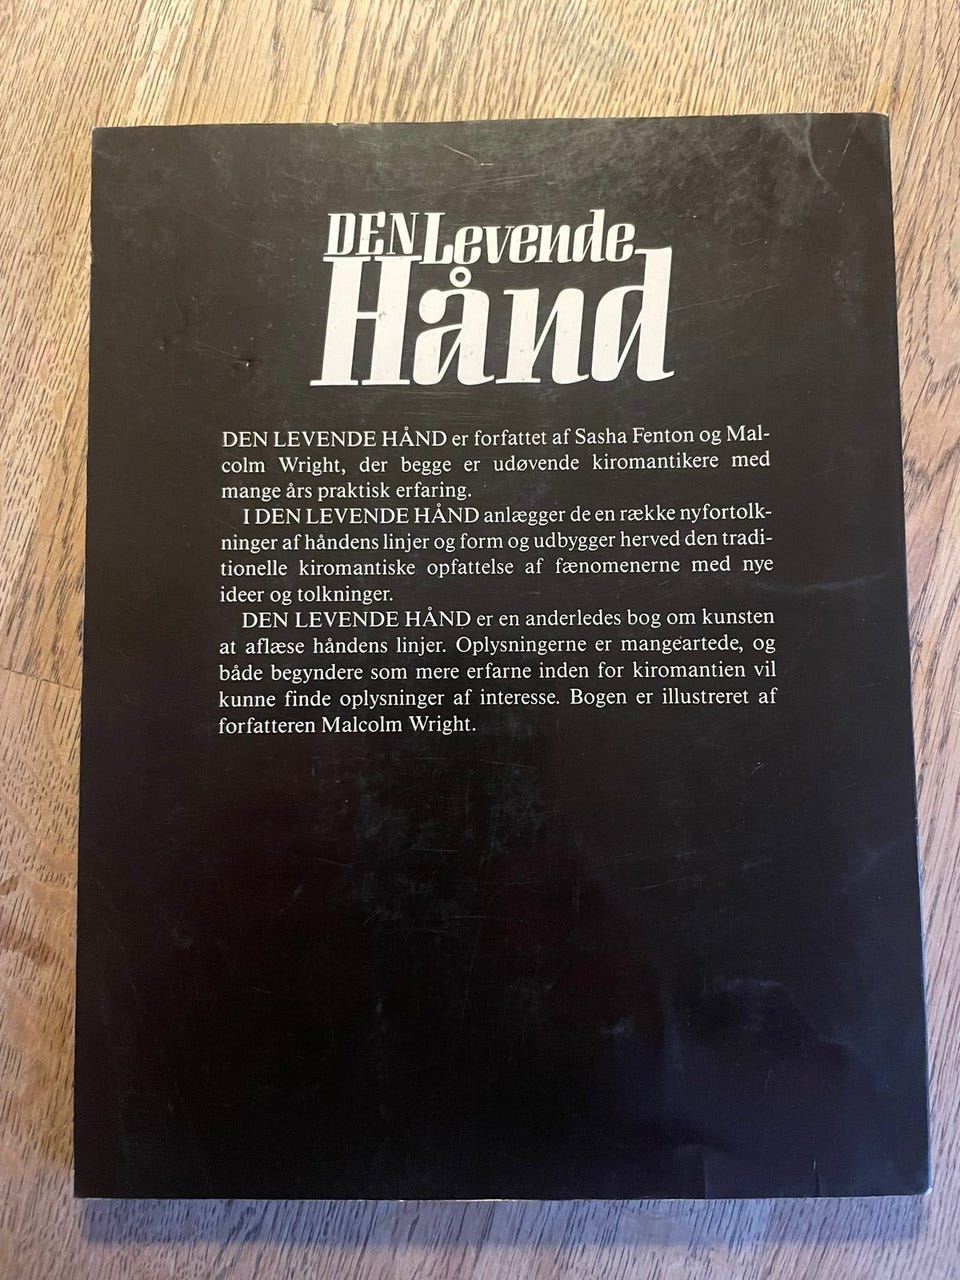 DEN Levende
Hånd
DEN LEVENDE HÅND er forfattet af Sasha Fenton og Mal-
colm Wright, der begge er udøvende kiromantikere med
mange års praktisk erfaring.
I DEN LEVENDE HÅND anlægger de en række nyfortolk-
ninger af håndens linjer og form og udbygger herved den tradi-
tionelle kiromantiske opfattelse af fænomenerne med nye
ideer og tolkninger.
DEN LEVENDE HÅND er en anderledes bog om kunsten
at aflæse håndens linjer. Oplysningerne er mangeartede, og
både begyndere som mere erfarne inden for kiromantien vil
kunne finde oplysninger af interesse. Bogen er illustreret af
forfatteren Malcolm Wright.